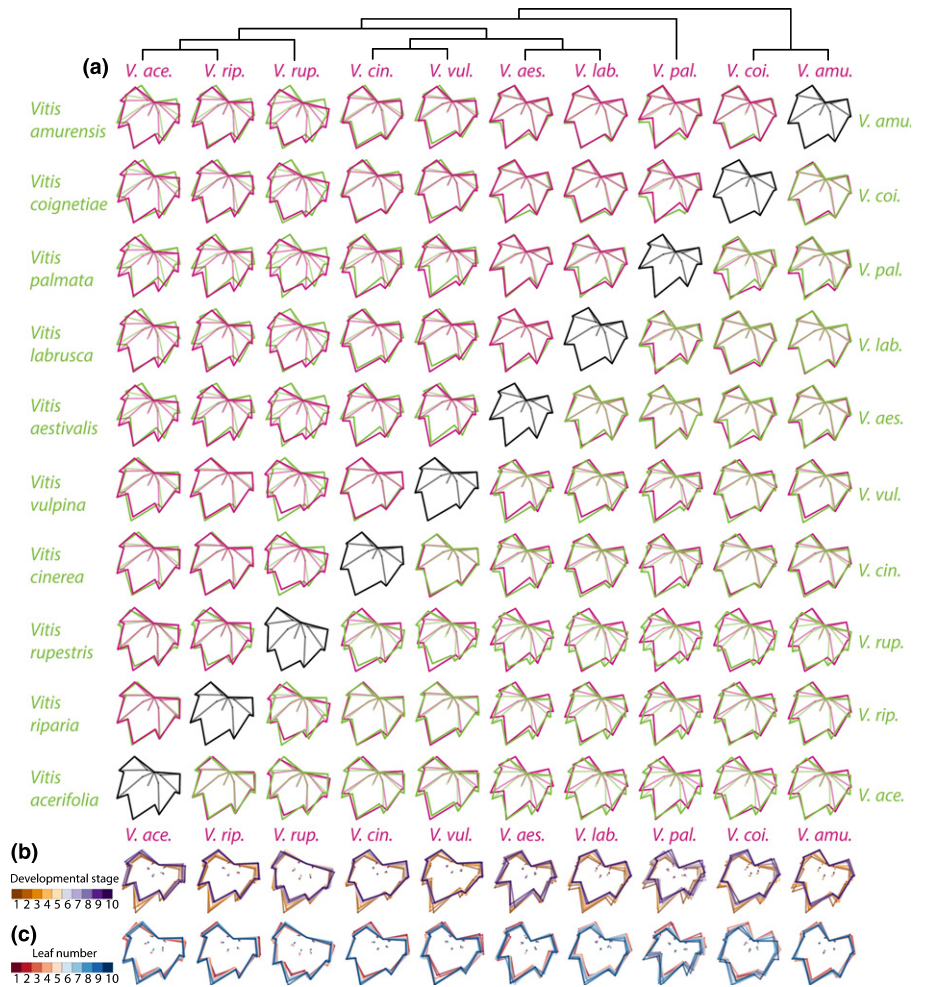 (a)
V. ace. V. rip. V. rup. V. cin. V. vul. V. aes. V. lab. V. pal. V. coi. V. amu.
Vitis
amurensis
V. amu.
Vitis
coignetiae
V. coi.
Vitis
palmata
V. pal.
Vitis
labrusca
V. lab.
Vitis
aestivalis
V. aes.
Vitis
vulpina
V. vul.
Vitis
cinerea
V. cin.
Vitis
rupestris
V. rup.
Vitis
riparia
V. rip.
Vitis
acerifolia
V. ace.
V. ace. V. rip. V. rup. V. cin. V. vul. V. aes. V. lab. V. pal. V. coi. V. amu.
(b)
Developmental stage
1 2 3 4 5 6 7 8 9 10
(c)
Leaf number
1 2 3 4 5 6 7 8 9 10